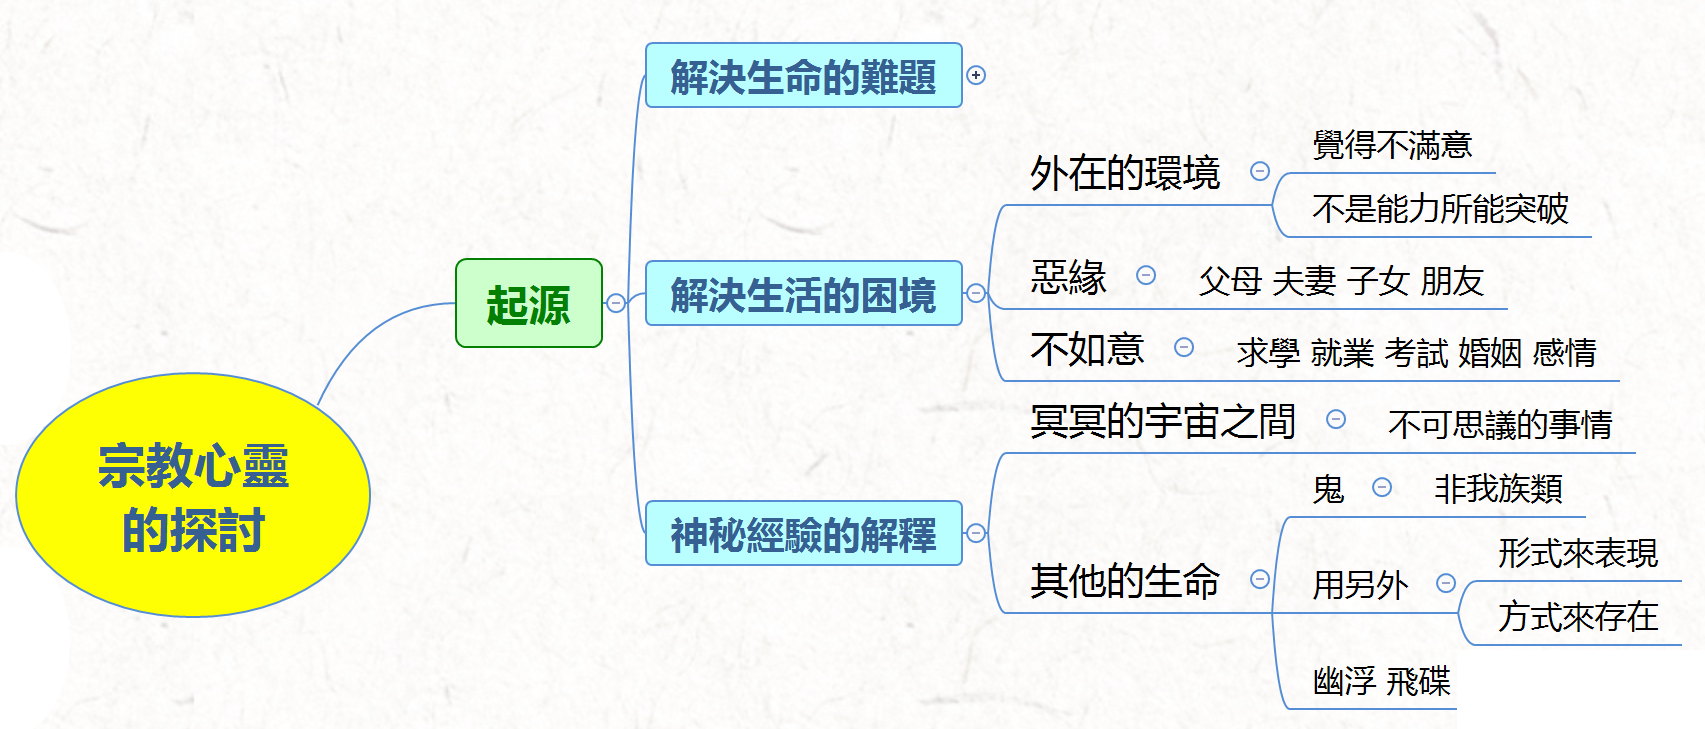 宗教心靈
的探討
起源
解決生命的難題
解決生活的困境
外在的環境
覺得不滿意
不是能力所能突破
惡緣
父母 夫妻 子女 朋友
不如意
求學 就業 考試 婚姻 感情
神秘經驗的解釋
冥冥的宇宙之間
不可思議的事情
其他的生命
鬼
非我族類
用另外
形式來表現
方式來存在
幽浮 飛碟